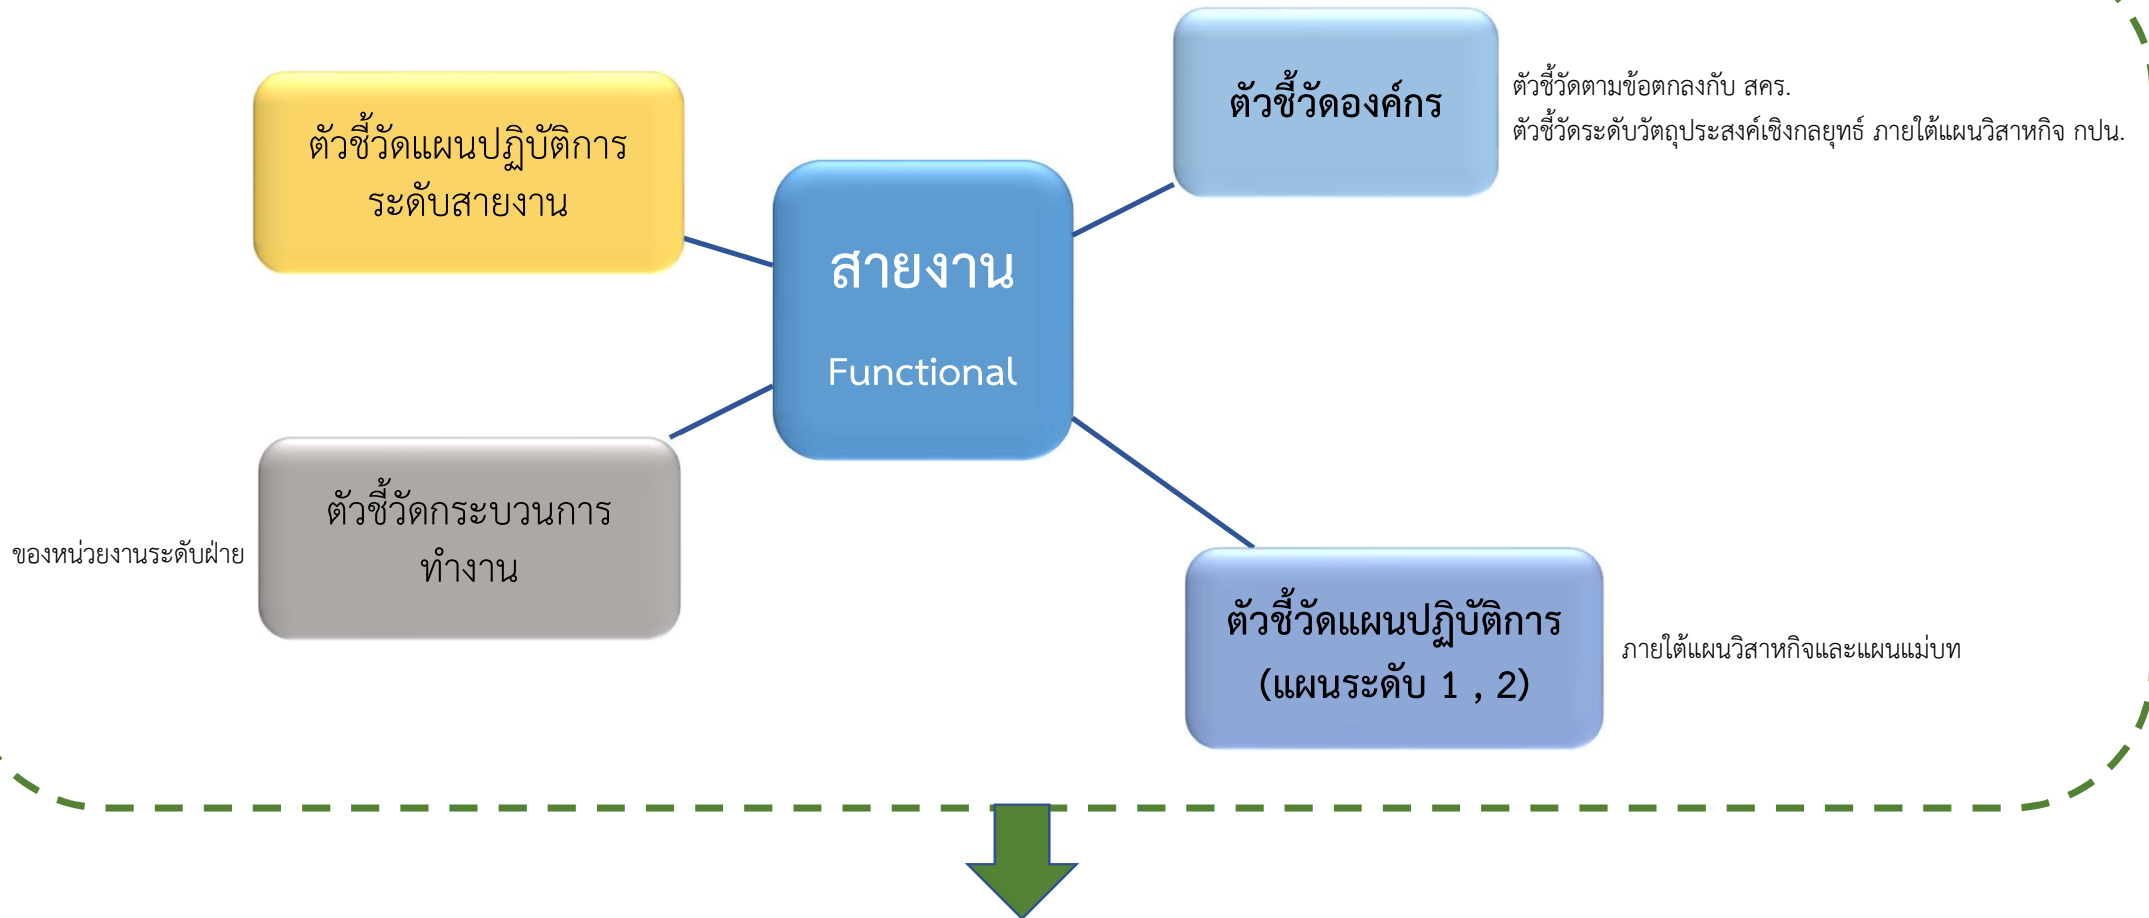 ตัวชี้วัดองค์กร
ตัวชี้วัดตามข้อตกลงกับ สคร.
ตัวชี้วัดระดับวัตถุประสงค์เชิงกลยุทธ์ ภายใต้แผนวิสาหกิจ กปน.
ตัวชี้วัดแผนปฏิบัติการ
ระดับสายงาน
สายงาน
Functional
ตัวชี้วัดกระบวนการ
ทำงาน
ของหน่วยงานระดับฝ่าย
ตัวชี้วัดแผนปฏิบัติการ
(แผนระดับ 1 , 2)
ภายใต้แผนวิสาหกิจและแผนแม่บท